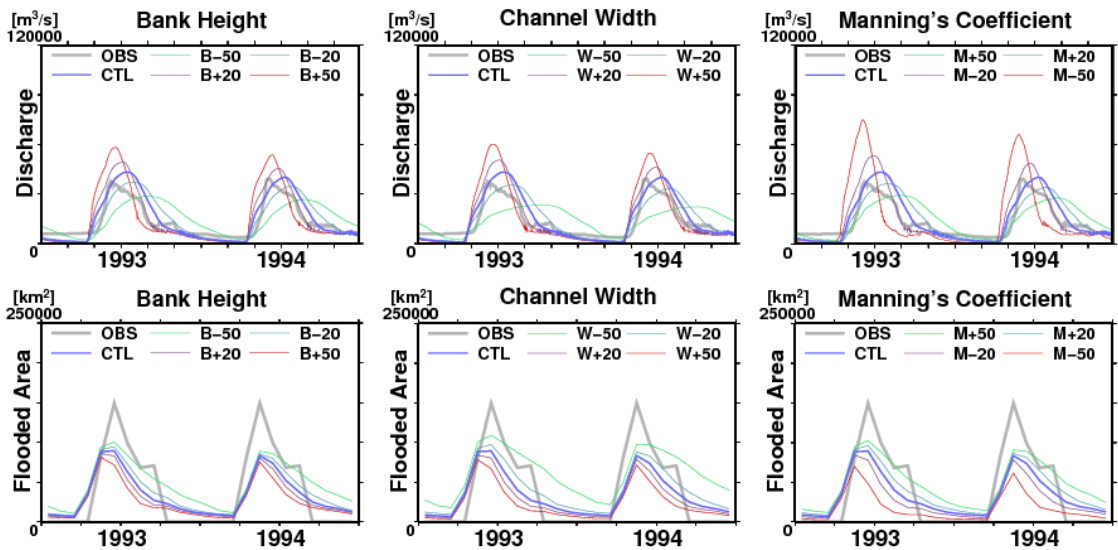 Bank Height
[m³/s]
120000
OBS B−50 B−20
CTL B+20 B+50
Discharge
0
1993 1994
Channel Width
[m³/s]
120000
OBS W−50 W−20
CTL W+20 W+50
Discharge
0
1993 1994
Manning's Coefficient
[m³/s]
120000
OBS M+50 M+20
CTL M−20 M−50
Discharge
0
1993 1994
Bank Height
[km²]
250000
OBS B−50 B−20
CTL B+20 B+50
Flooded Area
0
1993 1994
Channel Width
[km²]
250000
OBS W−50 W−20
CTL W+20 W+50
Flooded Area
0
1993 1994
Manning's Coefficient
[km²]
250000
OBS M+50 M+20
CTL M−20 M−50
Flooded Area
0
1993 1994